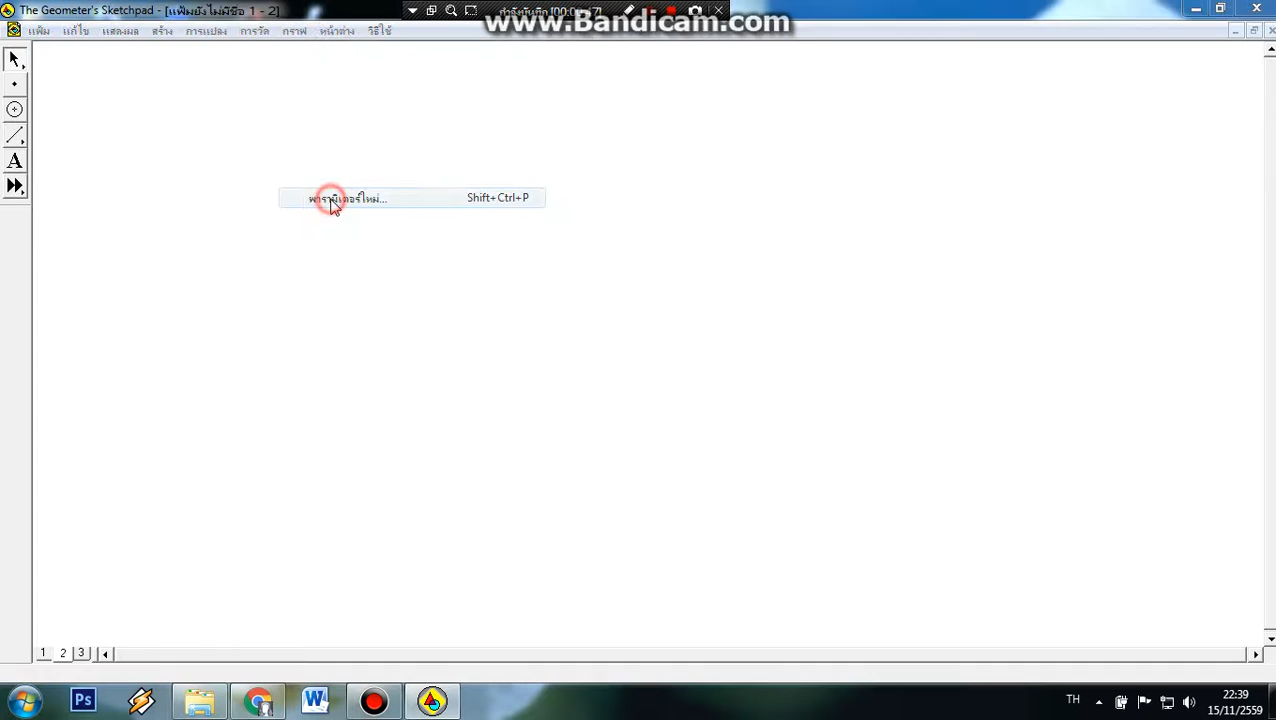 The Geometer's Sketchpad - [แฟ้มยังไม่มีชื่อ 1 - 2]
www.Bandicam.com
แฟ้ม แก้ไข แสดงผล สร้าง การแปลง การวัด กราฟ หน้าต่าง วิธีใช้
A
พารามิเตอร์ใหม่... Shift+Ctrl+P
1 2 3
Ps W TH 22:39
15/11/2559